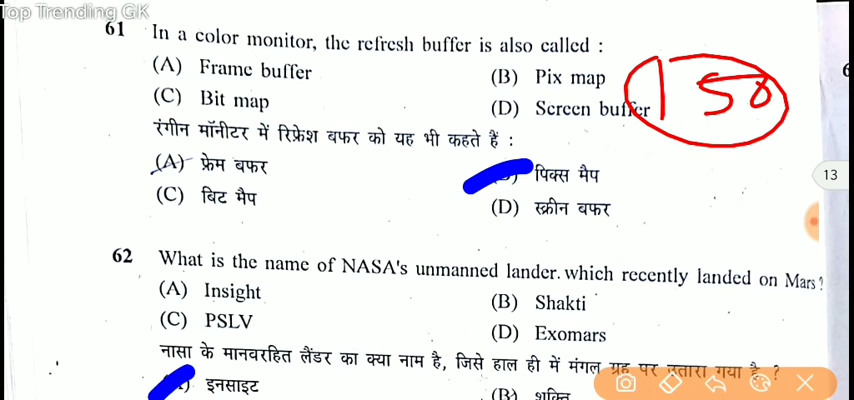 Top Trending GK
61 In a color monitor, the refresh buffer is also called :
(A) Frame buffer (B) Pix map
(C) Bit map (D) Screen buffer
150
रंगीन मॉनीटर में रिफ्रेश बफर को यह भी कहते हैं :
(A) फ्रेम बफर पिक्स मैप
(C) बिट मैप (D) स्क्रीन बफर
13
62 What is the name of NASA's unmanned lander which recently landed on Mars ?
(A) Insight (B) Shakti
(C) PSLV (D) Exomars
नासा के मानवरहित लैंडर का क्या नाम है, जिसे हाल ही में मंगल ग्रह पर उतारा गया है ?
इनसाइट (B) शक्ति